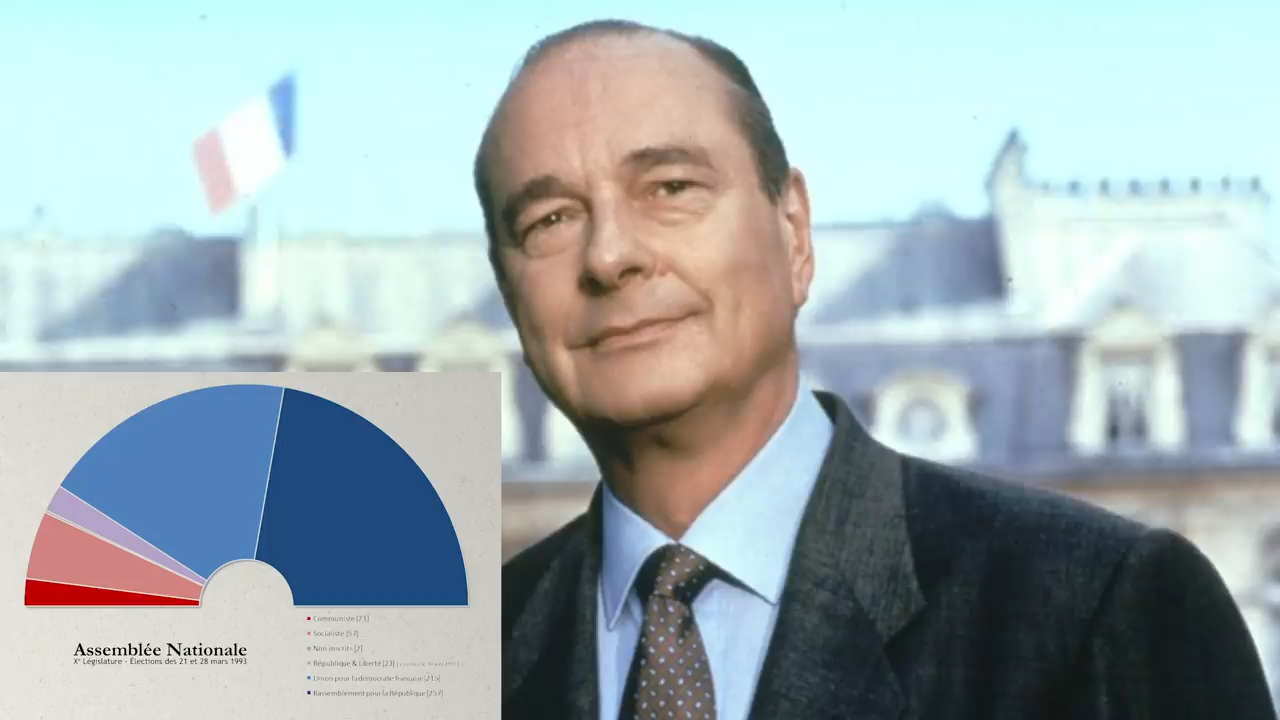 Assemblée Nationale
Xᵉ Législature - Élections des 21 et 28 mars 1993
Communiste [23]
Socialiste [57]
Non-inscrits [2]
République & Liberté [23]
Union pour la démocratie française [215]
Rassemblement pour la République [257]